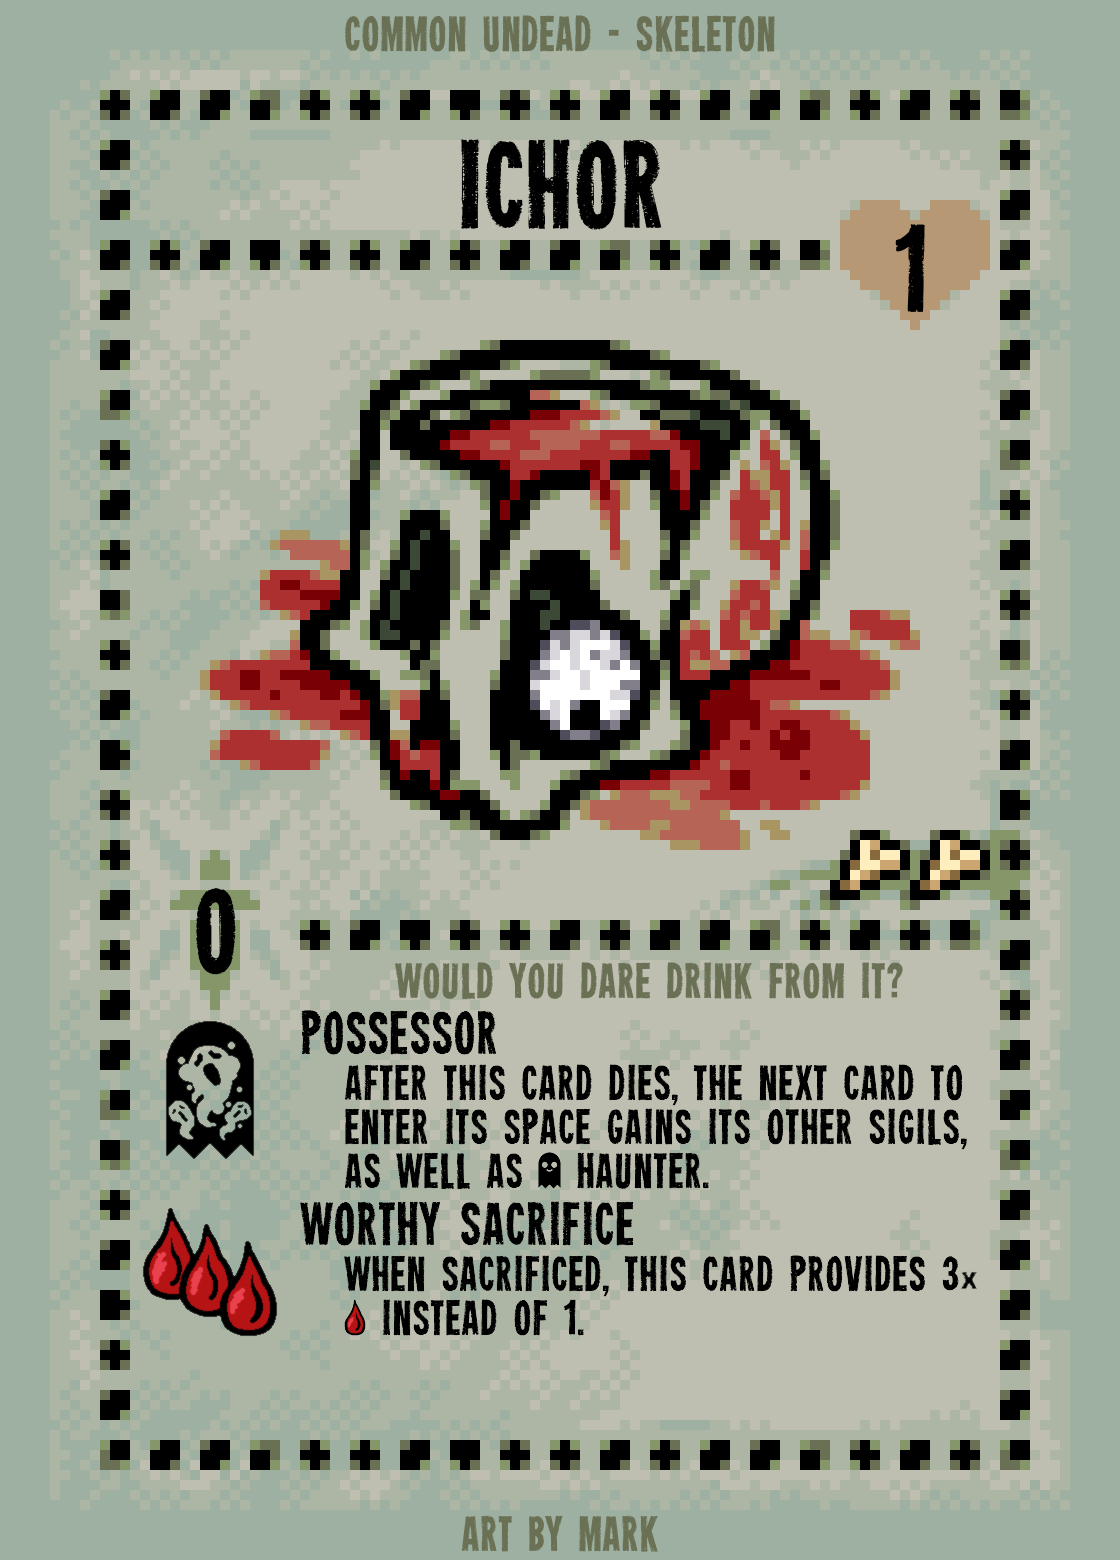 COMMON UNDEAD - SKELETON
ICHOR
1
0
WOULD YOU DARE DRINK FROM IT?
POSSESSOR
AFTER THIS CARD DIES, THE NEXT CARD TO
ENTER ITS SPACE GAINS ITS OTHER SIGILS,
AS WELL AS HAUNTER.
WORTHY SACRIFICE
WHEN SACRIFICED, THIS CARD PROVIDES 3x
INSTEAD OF 1.
ART BY MARK